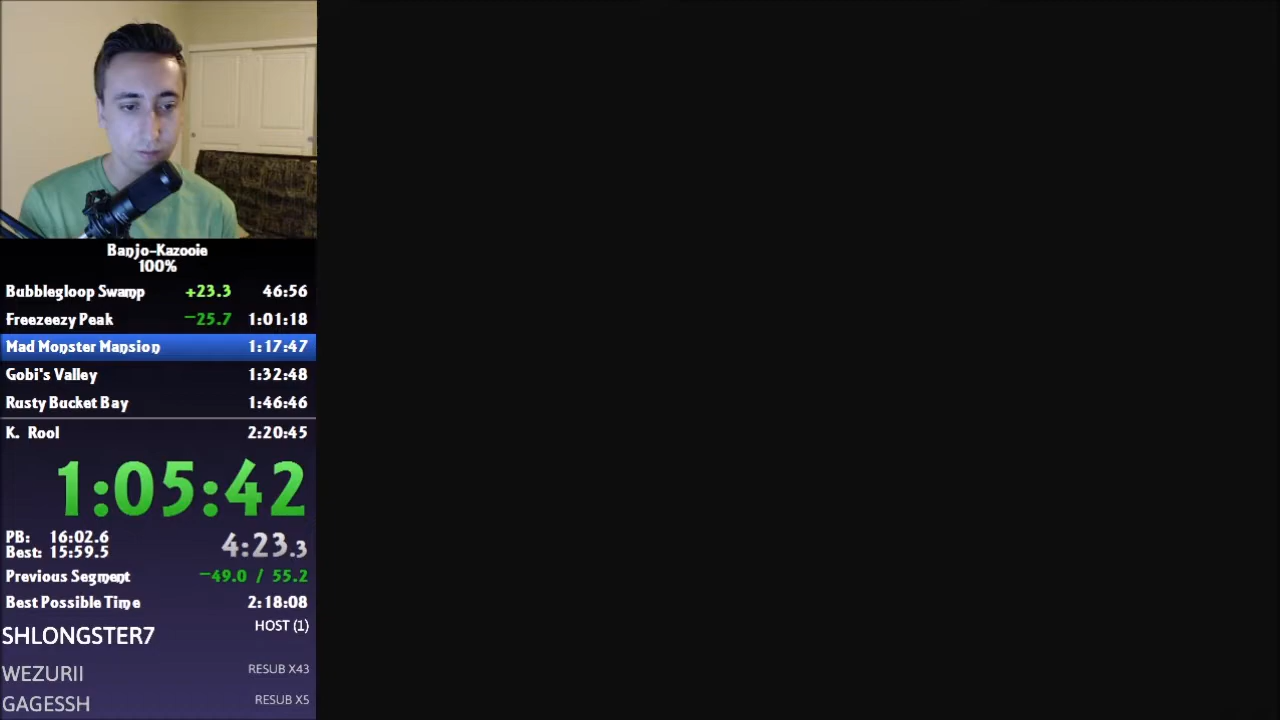 Banjo-Kazooie
100%
Bubblegloop Swamp +23.3 46:56
Freezeezy Peak −25.7 1:01:18
Mad Monster Mansion 1:17:47
Gobi's Valley 1:32:48
Rusty Bucket Bay 1:46:46
K. Rool 2:20:45
1:05:42
PB: 16:02.6
Best: 15:59.5
4:23.3
Previous Segment −49.0 / 55.2
Best Possible Time 2:18:08
SHLONGSTER7 HOST (1)
WEZURII RESUB X43
GAGESSH RESUB X5